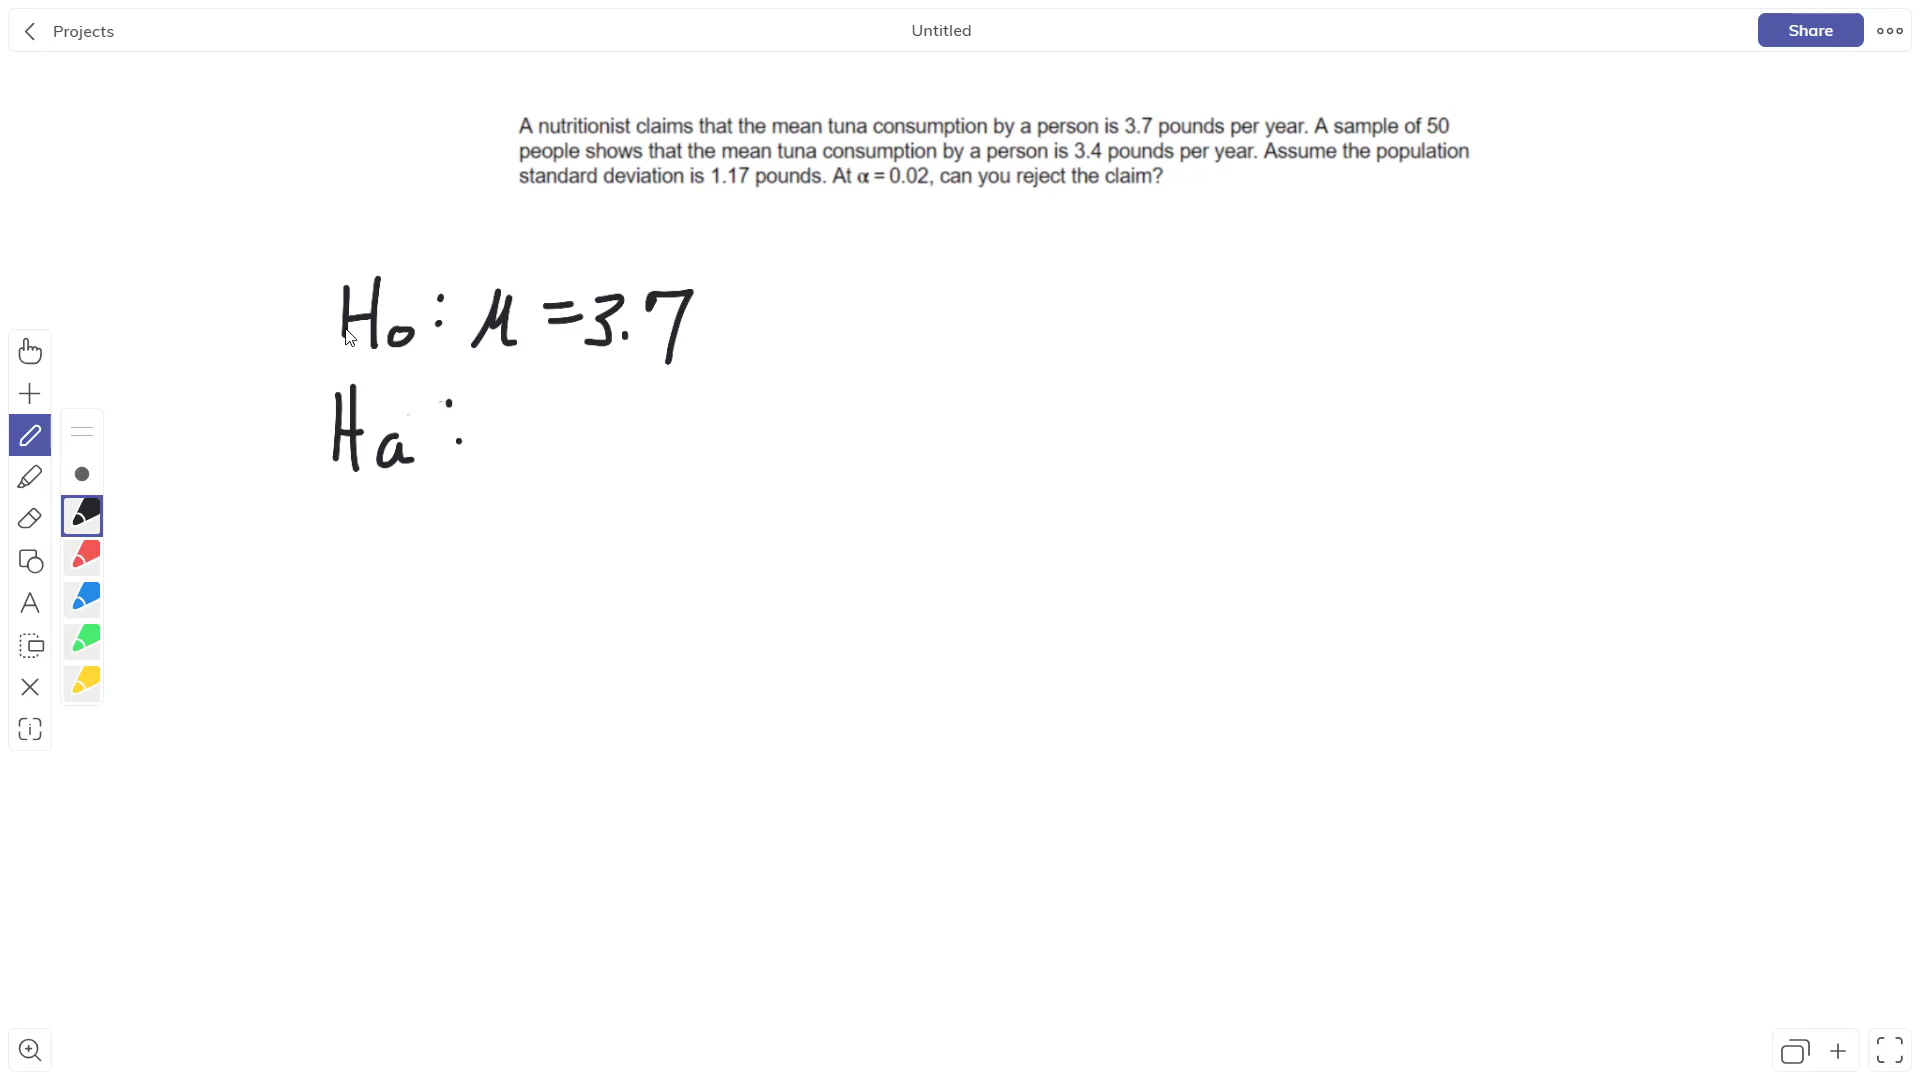 Projects
Untitled
Share
A nutritionist claims that the mean tuna consumption by a person is 3.7 pounds per year. A sample of 50
people shows that the mean tuna consumption by a person is 3.4 pounds per year. Assume the population
standard deviation is 1.17 pounds. At α = 0.02, can you reject the claim?
H₀ : μ = 3.7
Hₐ :